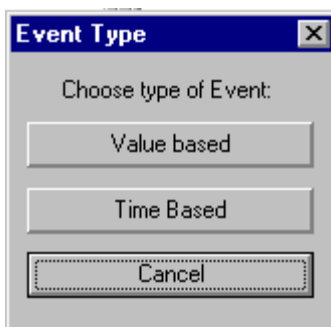 Event Type
Choose type of Event:
Value based
Time Based
Cancel